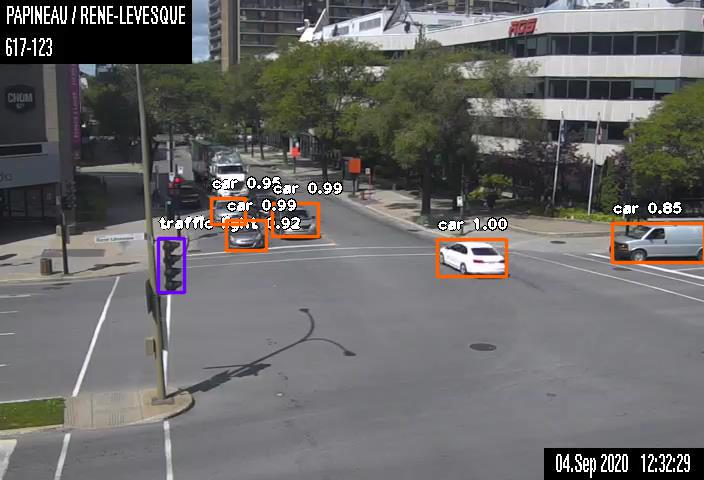 PAPINEAU / RENE-LEVESQUE
617-123
CHUM
RGS
car 0.95
car 0.99
car 0.99
car 0.85
traffic light 0.92
car 1.00
04.Sep 2020 12:32:29